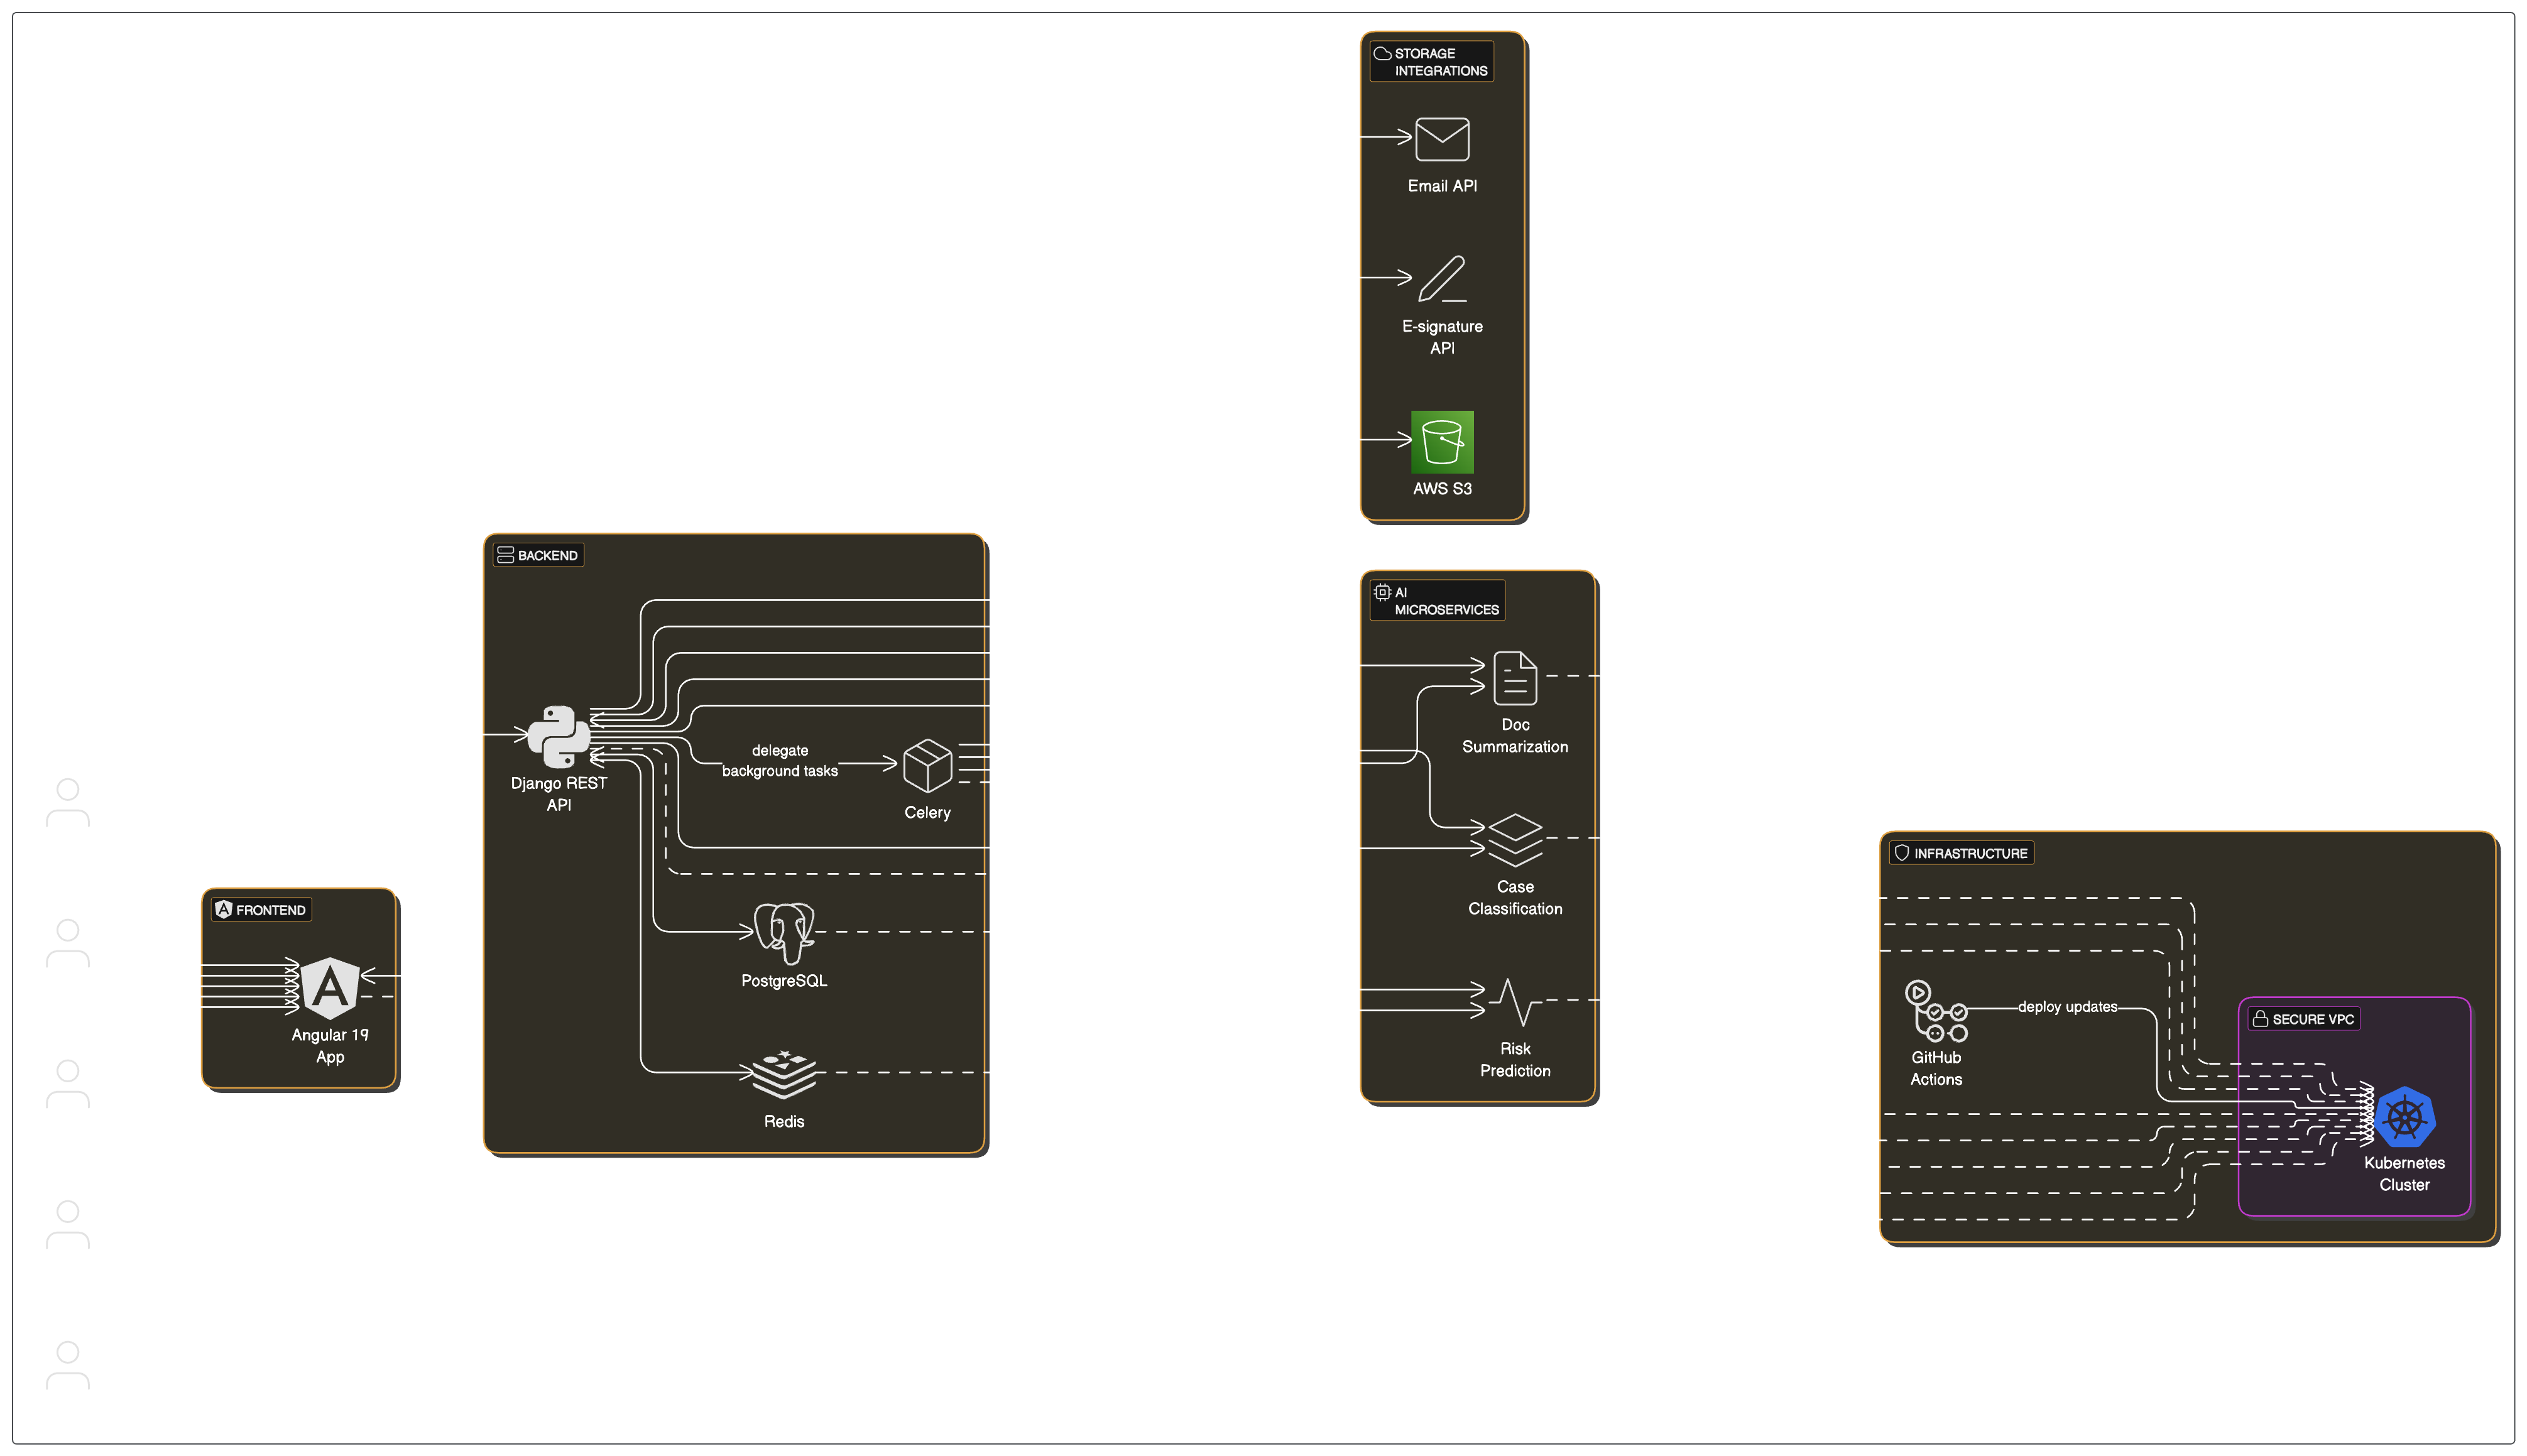 STORAGE
INTEGRATIONS
Email API
E-signature
API
AWS S3
BACKEND
Django REST
API
delegate
background tasks
Celery
PostgreSQL
Redis
AI
MICROSERVICES
Doc
Summarization
Case
Classification
Risk
Prediction
FRONTEND
Angular 19
App
INFRASTRUCTURE
GitHub
Actions
deploy updates
SECURE VPC
Kubernetes
Cluster